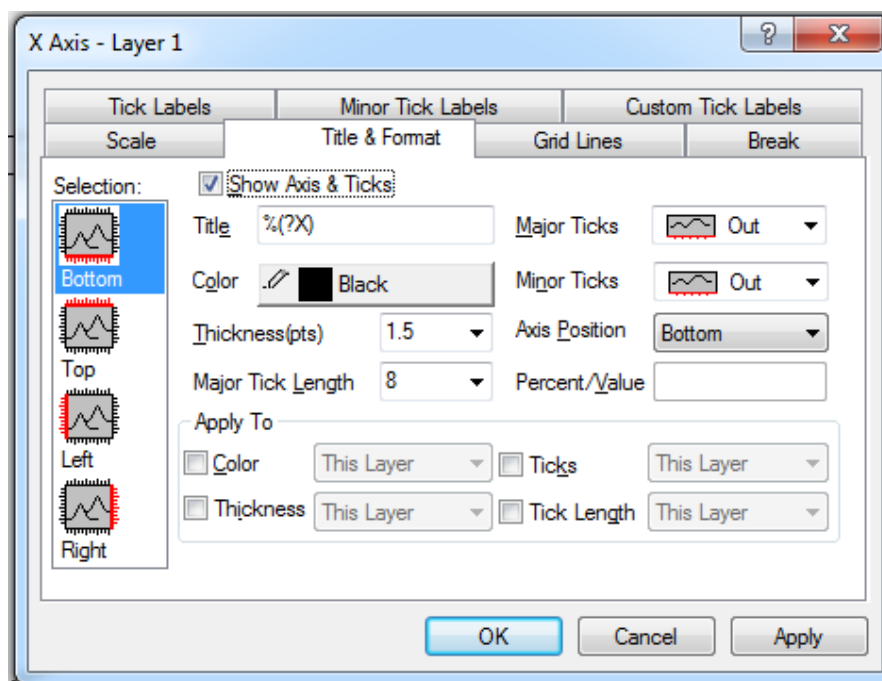 X Axis - Layer 1
Tick Labels Minor Tick Labels Custom Tick Labels
Scale Title & Format Grid Lines Break
Selection: Show Axis & Ticks
Title %(?X) Major Ticks Out
Bottom Color Black Minor Ticks Out
Thickness(pts) 1.5 Axis Position Bottom
Top Major Tick Length 8 Percent/Value
Apply To
Left Color This Layer Ticks This Layer
Thickness This Layer Tick Length This Layer
Right
OK Cancel Apply